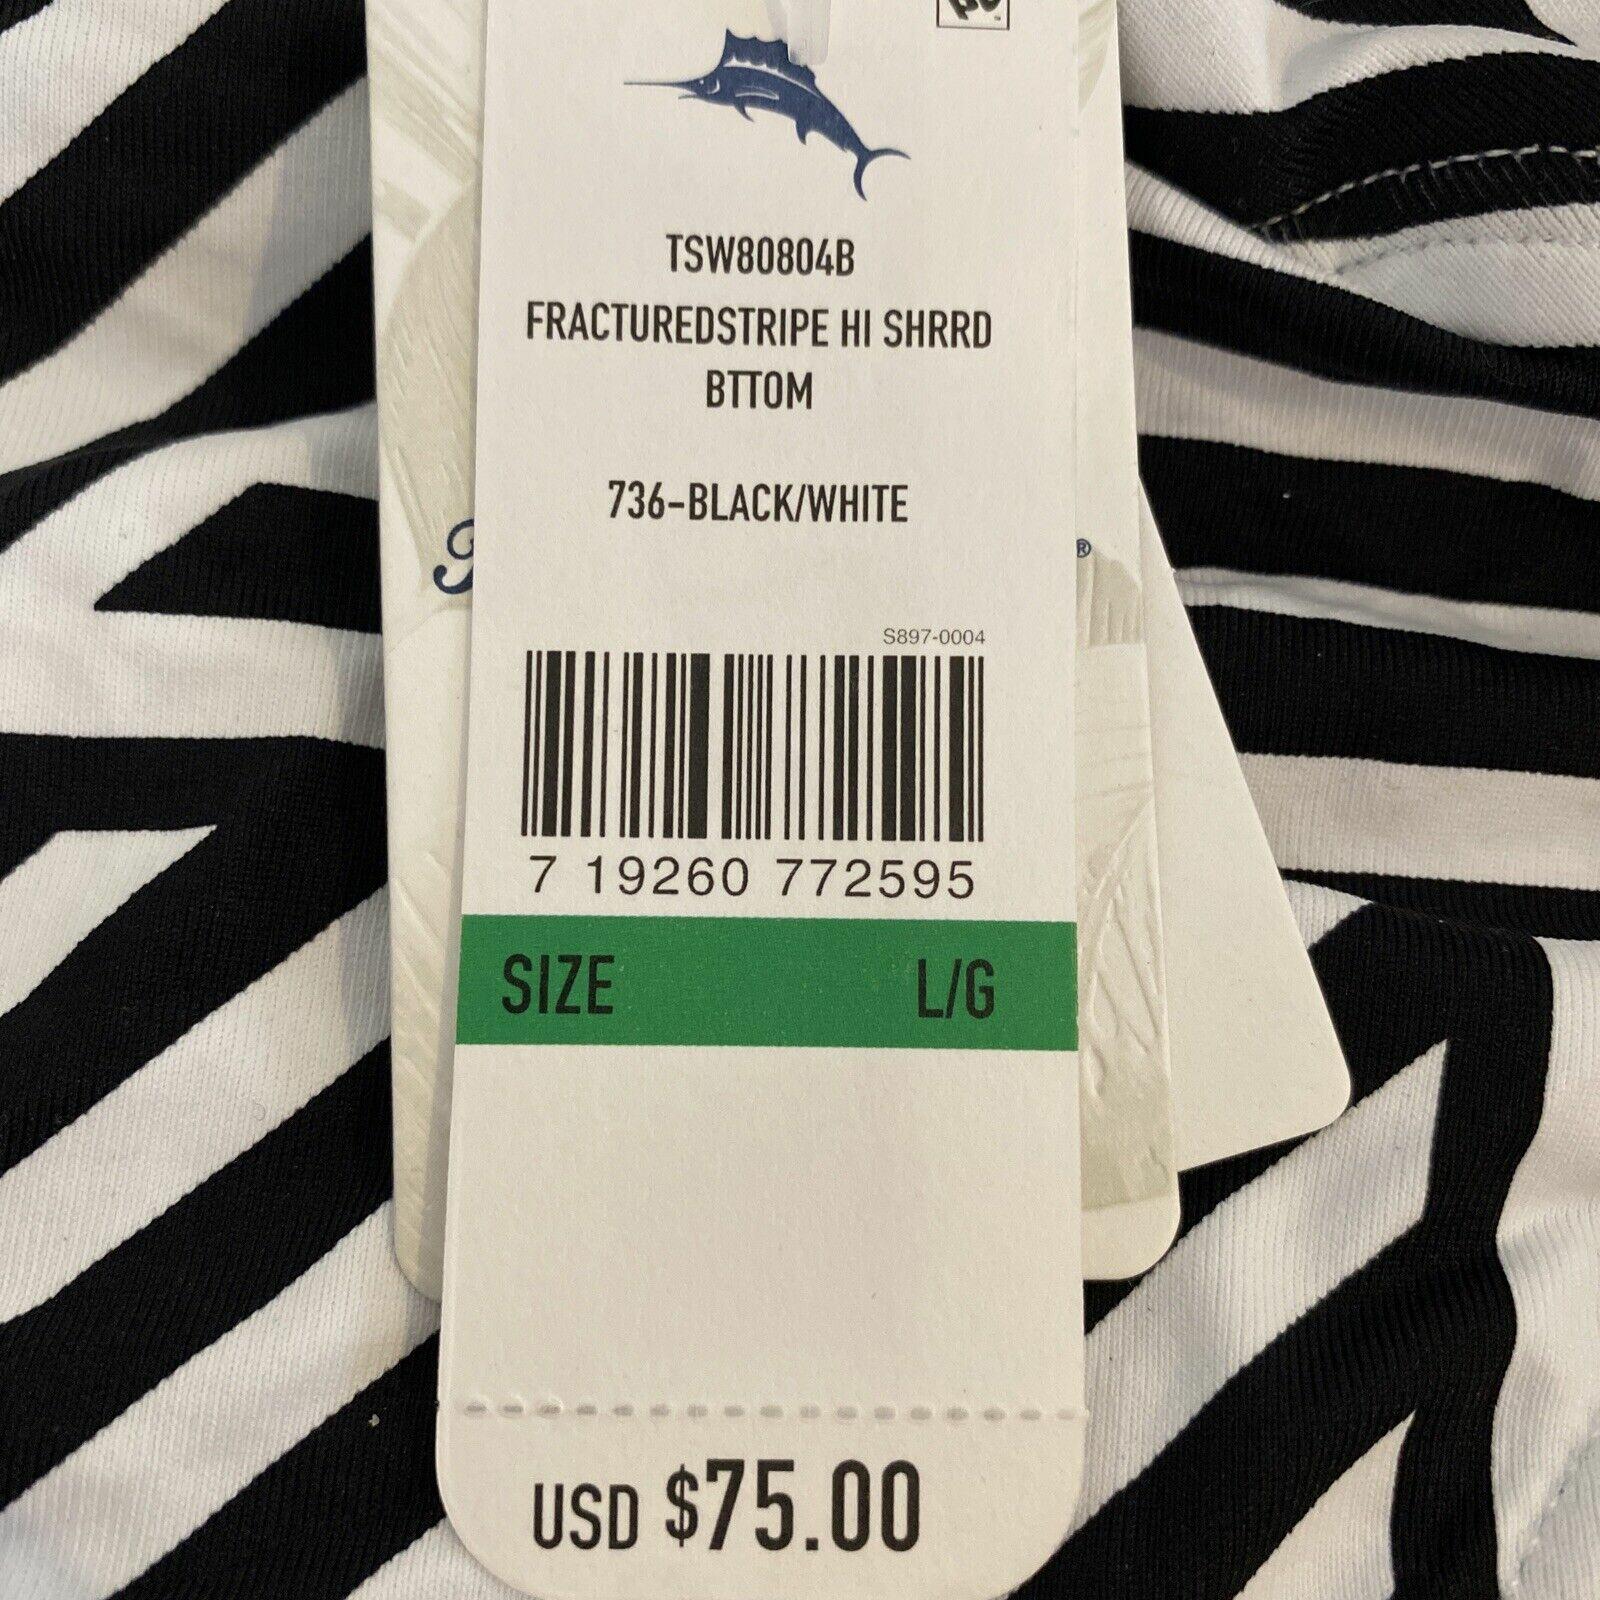 TSW80804B
FRACTUREDSTRIPE HI SHRRD
BTTOM
736-BLACK/WHITE
®
S897-0004
7 19260 772595
SIZE L/G
USD $75.00